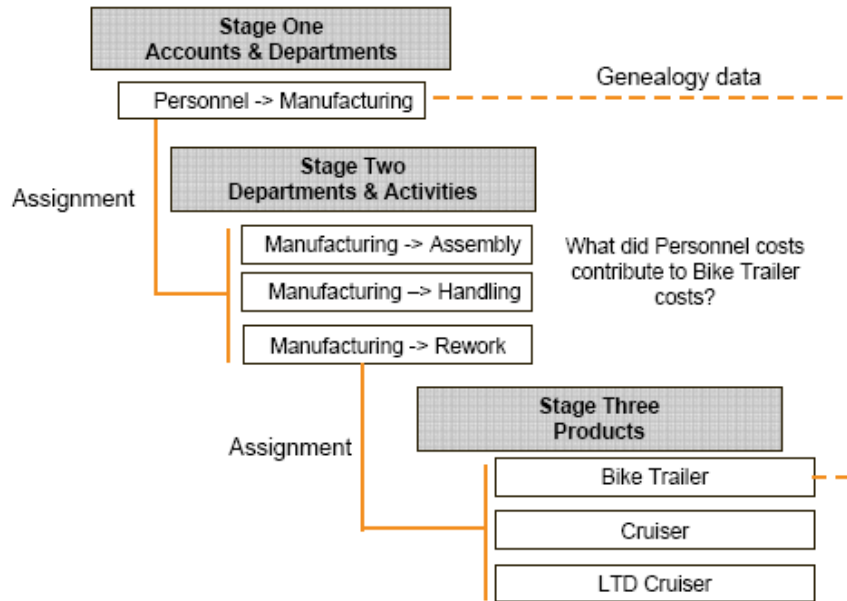 Stage One
Accounts & Departments
Genealogy data
Personnel -> Manufacturing
Stage Two
Departments & Activities
Assignment
Manufacturing -> Assembly
What did Personnel costs
contribute to Bike Trailer
costs?
Manufacturing –> Handling
Manufacturing -> Rework
Stage Three
Products
Assignment
Bike Trailer
Cruiser
LTD Cruiser